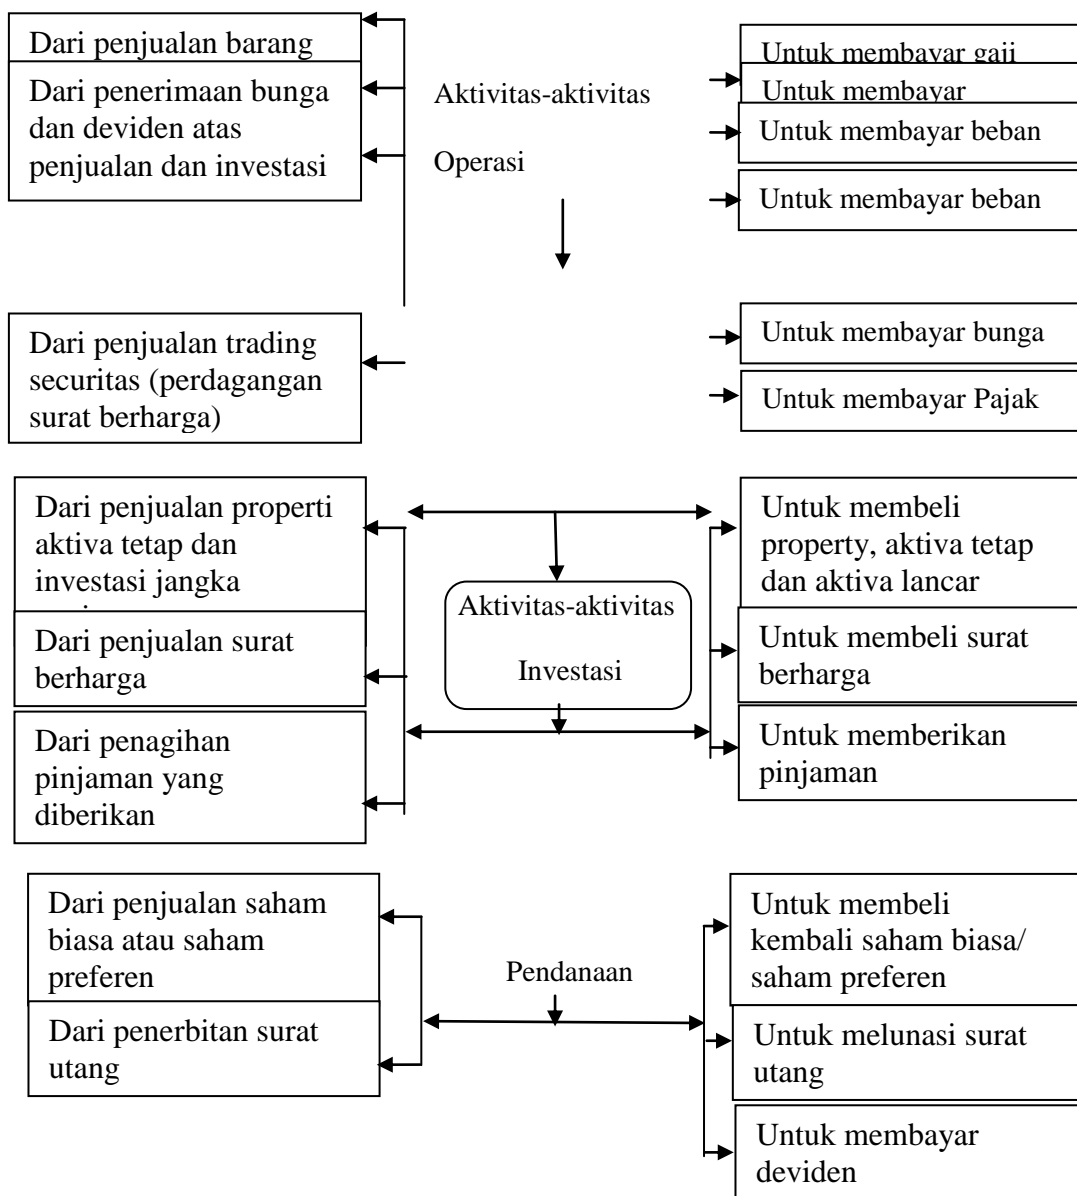 Dari penjualan barang
Dari penerimaan bunga
dan deviden atas
penjualan dan investasi
Aktivitas-aktivitas
Operasi
Untuk membayar gaji
Untuk membayar
Untuk membayar beban
Untuk membayar beban
Dari penjualan trading
securitas (perdagangan
surat berharga)
Untuk membayar bunga
Untuk membayar Pajak
Dari penjualan properti
aktiva tetap dan
investasi jangka
Dari penjualan surat
berharga
Dari penagihan
pinjaman yang
diberikan
Aktivitas-aktivitas
Investasi
Untuk membeli
property, aktiva tetap
dan aktiva lancar
Untuk membeli surat
berharga
Untuk memberikan
pinjaman
Dari penjualan saham
biasa atau saham
preferen
Dari penerbitan surat
utang
Pendanaan
Untuk membeli
kembali saham biasa/
saham preferen
Untuk melunasi surat
utang
Untuk membayar
deviden